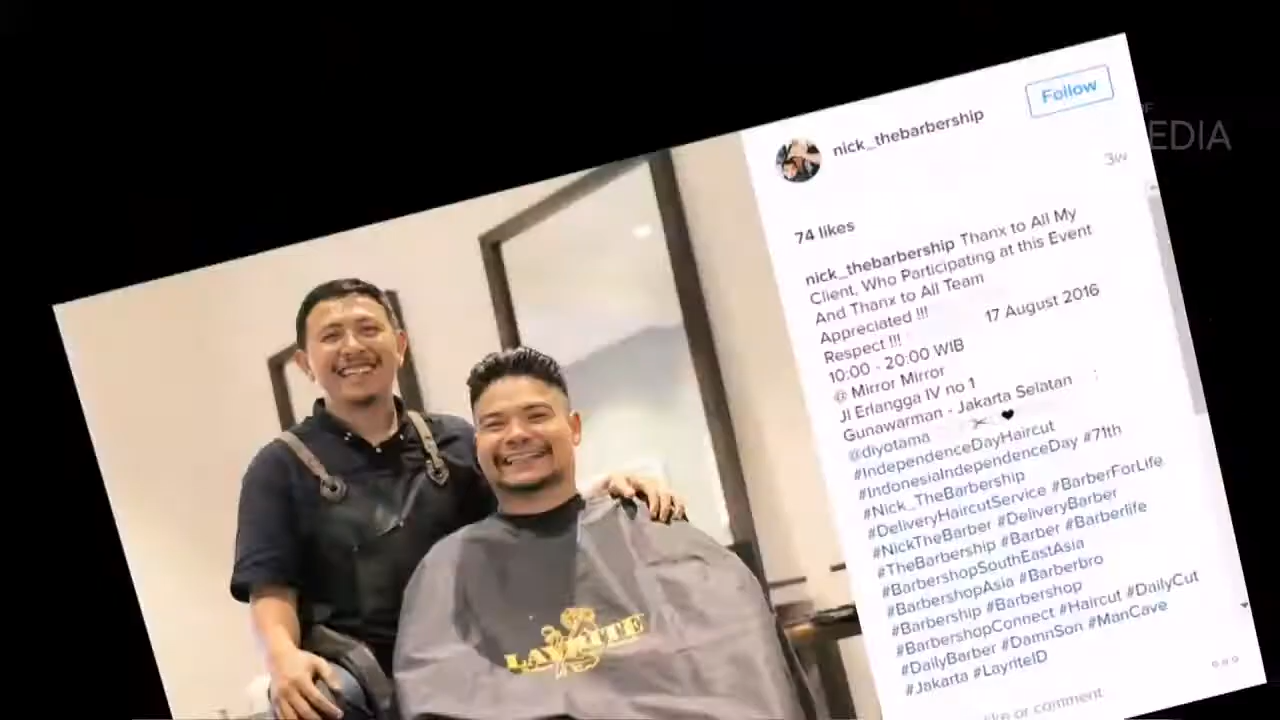 Follow
nick_thebarbership
3w
EDIA
74 likes
nick_thebarbership Thanx to All My
Client, Who Participating at this Event
And Thanx to All Team
Appreciated !!!
Respect !!! 17 August 2016
10:00 - 20:00 WIB
@ Mirror Mirror
Jl Erlangga IV no 1
Gunawarman - Jakarta Selatan :
@diyotama
#IndependenceDayHaircut
#IndonesiaIndependenceDay #71th
#Nick_TheBarbership
#DeliveryHaircutService #BarberForLife
#NickTheBarber #DeliveryBarber
#TheBarbership #Barber #Barberlife
#BarbershopSouthEastAsia
#BarbershopAsia #Barberbro
#Barbership #Barbershop
#BarbershopConnect #Haircut #DailyCut
#DailyBarber #DamnSon #ManCave
#Jakarta #LayriteID
like or comment
LAYRITE